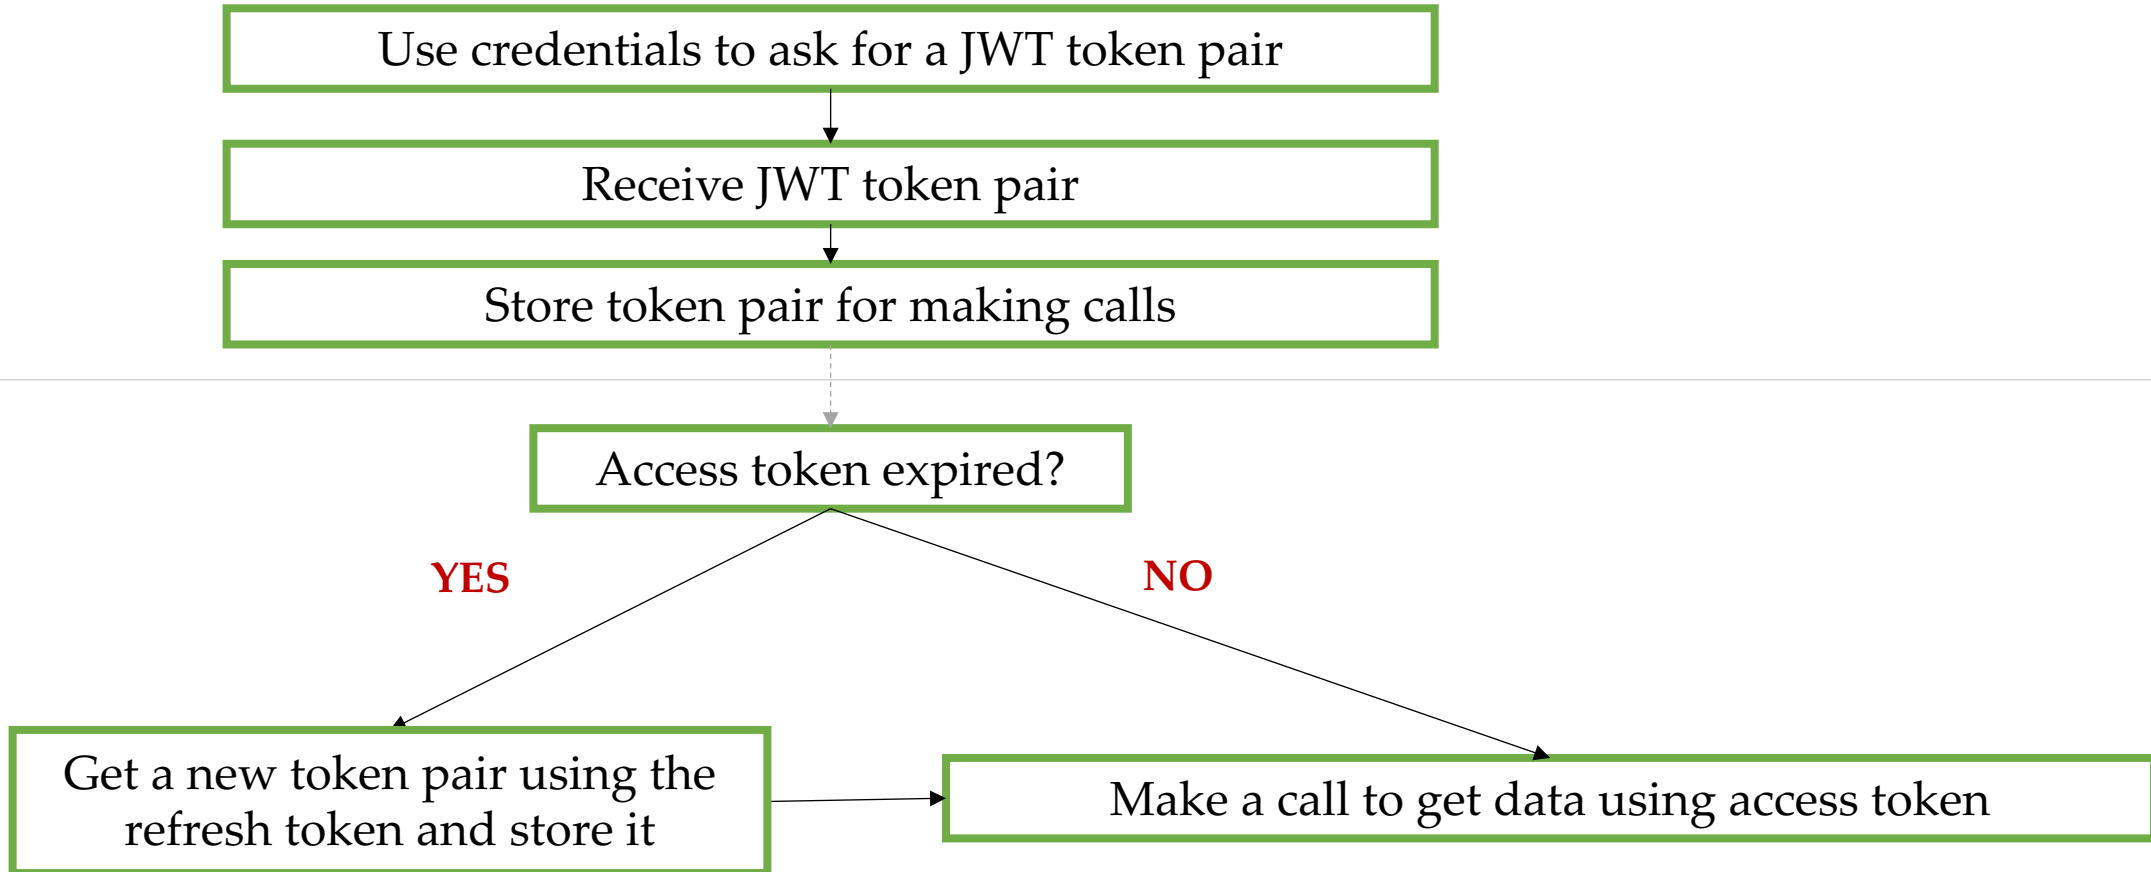 Use credentials to ask for a JWT token pair
Receive JWT token pair
Store token pair for making calls
Access token expired?
YES
NO
Get a new token pair using the
refresh token and store it
Make a call to get data using access token